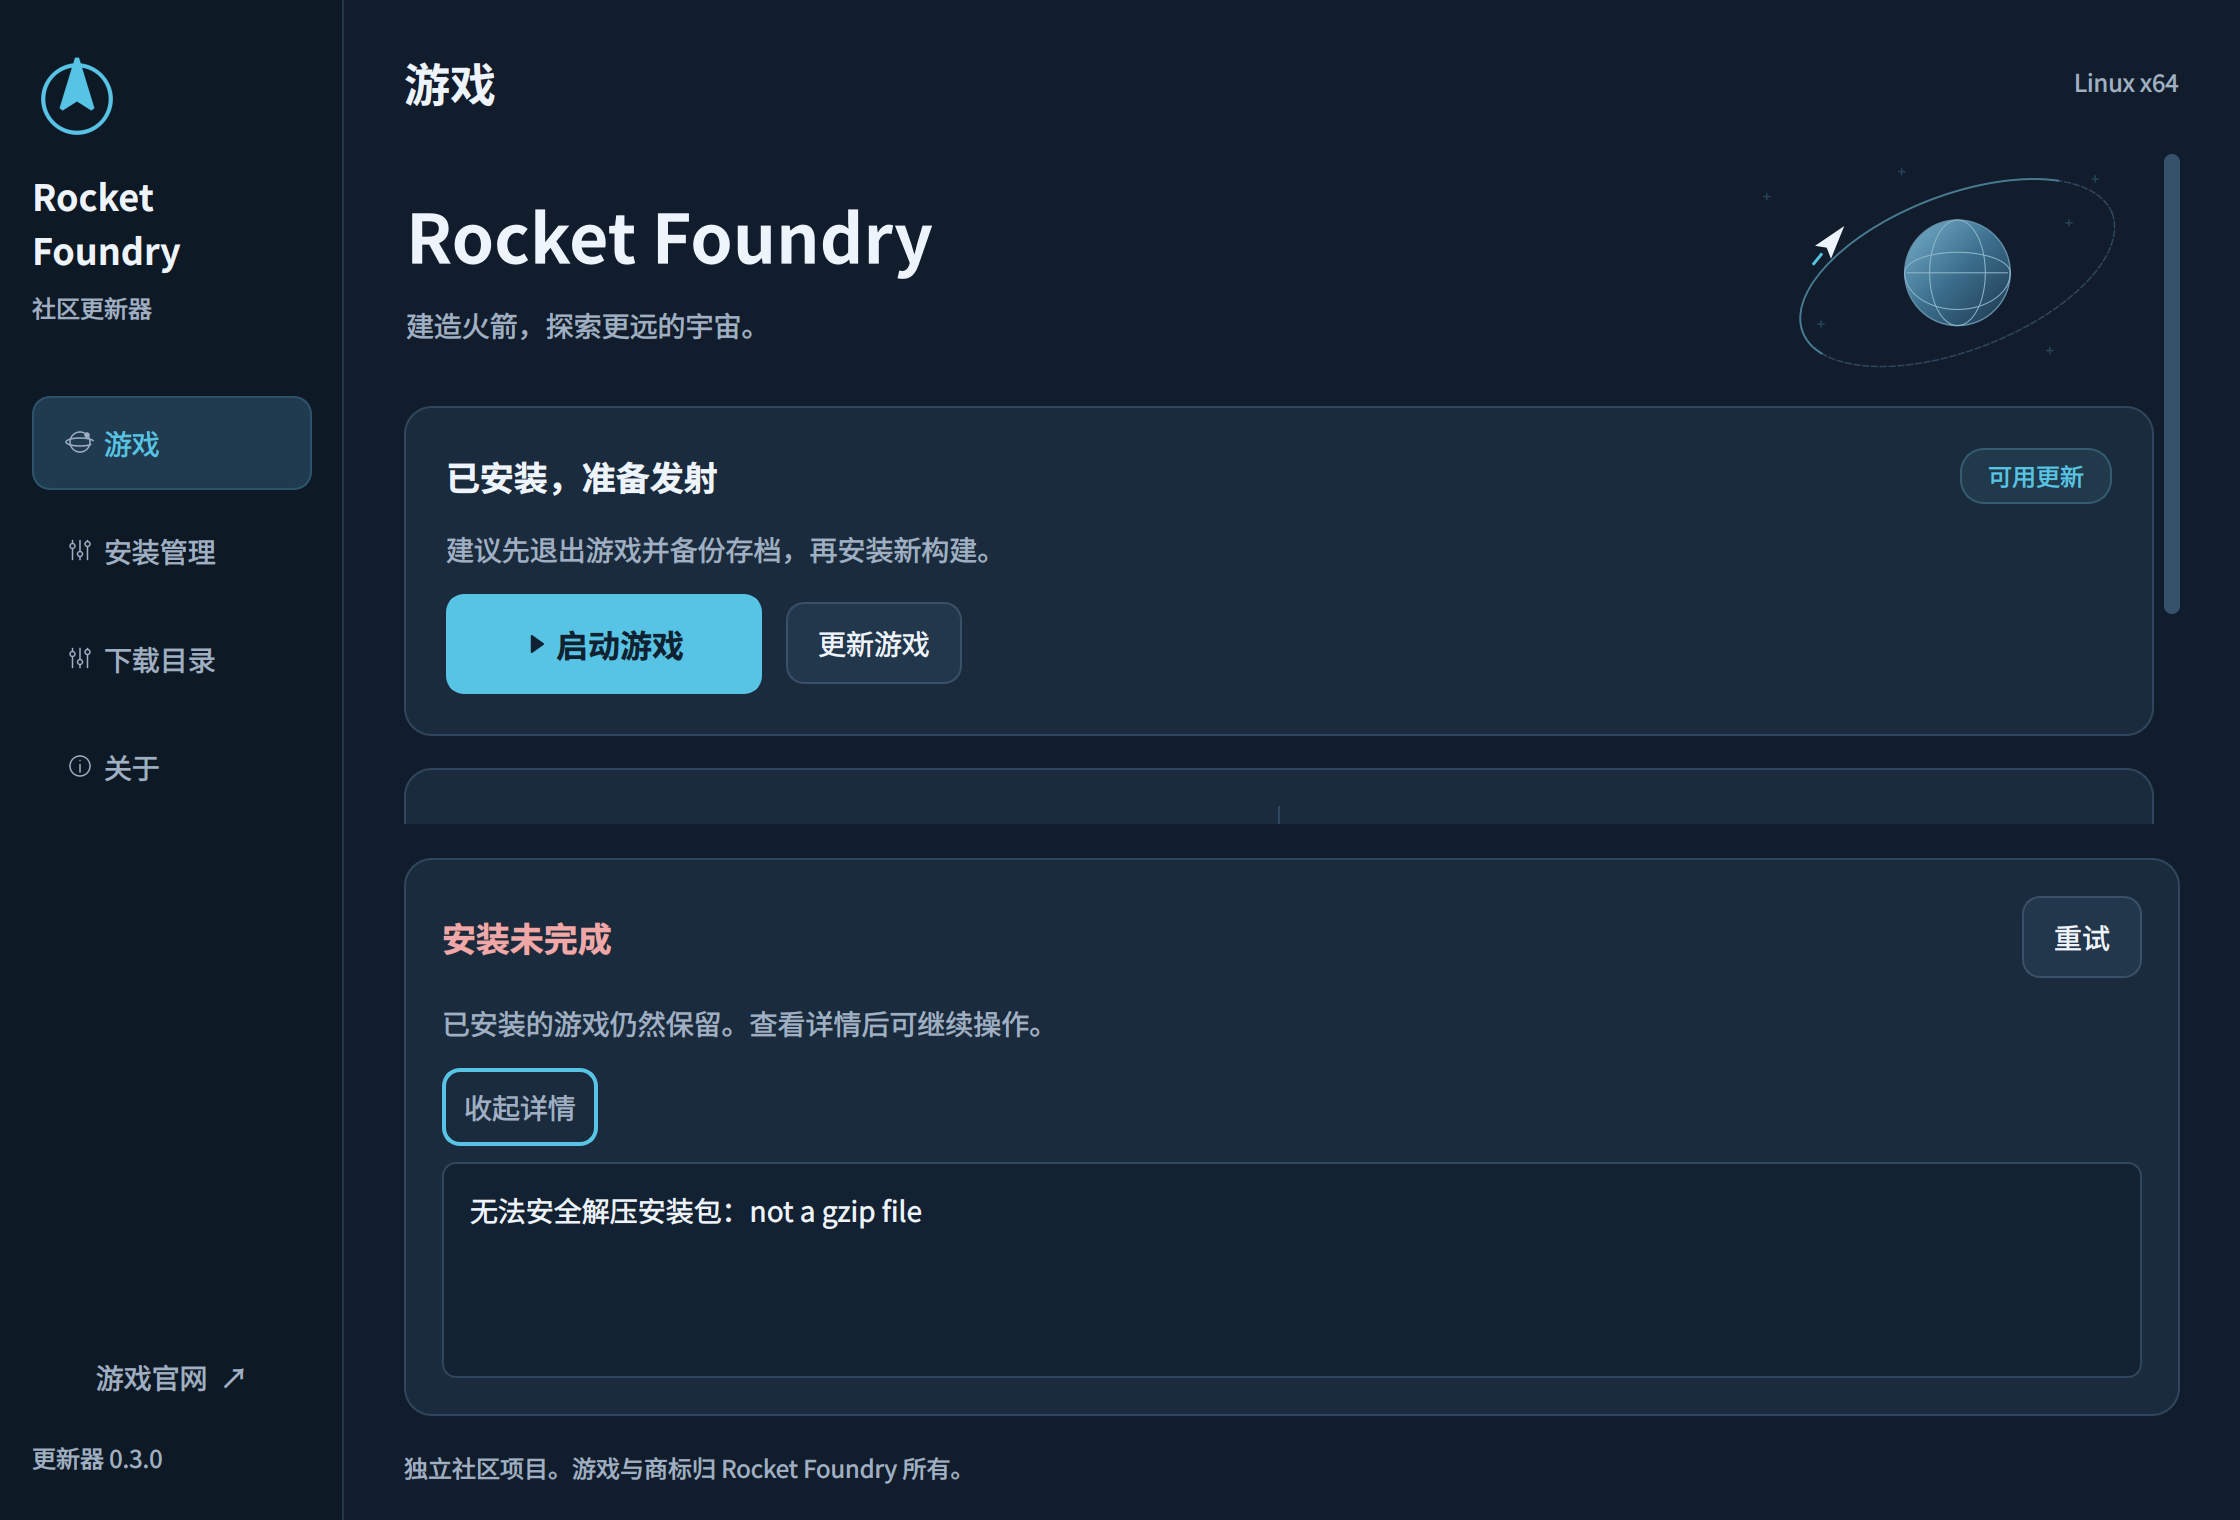 Rocket
Foundry
社区更新器
游戏
安装管理
下载目录
关于
游戏官网 ↗
更新器 0.3.0
游戏
Linux x64
Rocket Foundry
建造火箭，探索更远的宇宙。
已安装，准备发射
可用更新
建议先退出游戏并备份存档，再安装新构建。
启动游戏
更新游戏
安装未完成
重试
已安装的游戏仍然保留。查看详情后可继续操作。
收起详情
无法安全解压安装包：not a gzip file
独立社区项目。游戏与商标归 Rocket Foundry 所有。